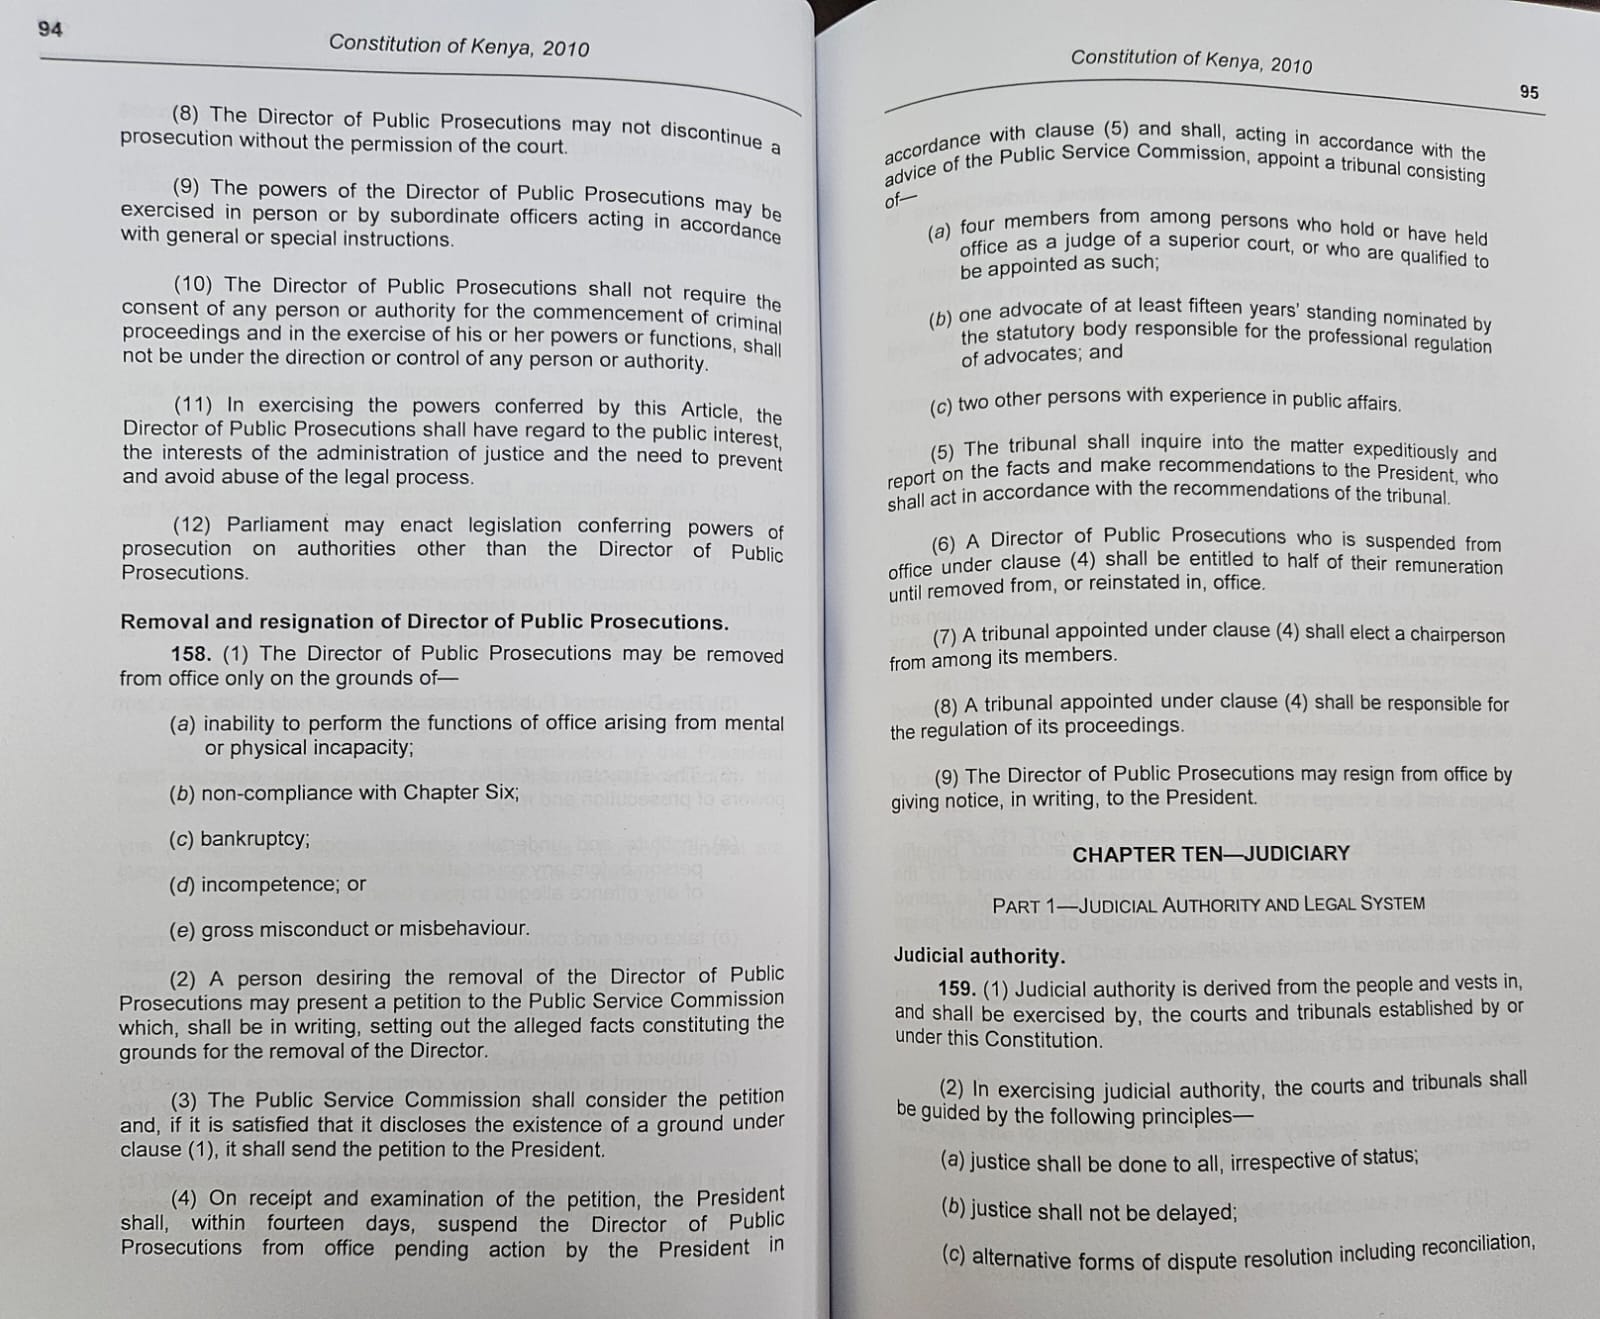 94
Constitution of Kenya, 2010
(8) The Director of Public Prosecutions may not discontinue a
prosecution without the permission of the court.
(9) The powers of the Director of Public Prosecutions may be
exercised in person or by subordinate officers acting in accordance
with general or special instructions.
(10) The Director of Public Prosecutions shall not require the
consent of any person or authority for the commencement of criminal
proceedings and in the exercise of his or her powers or functions, shall
not be under the direction or control of any person or authority.
(11) In exercising the powers conferred by this Article, the
Director of Public Prosecutions shall have regard to the public interest,
the interests of the administration of justice and the need to prevent
and avoid abuse of the legal process.
(12) Parliament may enact legislation conferring powers of
prosecution on authorities other than the Director of Public
Prosecutions.
Removal and resignation of Director of Public Prosecutions.
158. (1) The Director of Public Prosecutions may be removed
from office only on the grounds of—
(a) inability to perform the functions of office arising from mental
or physical incapacity;
(b) non-compliance with Chapter Six;
(c) bankruptcy;
(d) incompetence; or
(e) gross misconduct or misbehaviour.
(2) A person desiring the removal of the Director of Public
Prosecutions may present a petition to the Public Service Commission
which, shall be in writing, setting out the alleged facts constituting the
grounds for the removal of the Director.
(3) The Public Service Commission shall consider the petition
and, if it is satisfied that it discloses the existence of a ground under
clause (1), it shall send the petition to the President.
(4) On receipt and examination of the petition, the President
shall, within fourteen days, suspend the Director of Public
Prosecutions from office pending action by the President in
Constitution of Kenya, 2010
95
accordance with clause (5) and shall, acting in accordance with the
advice of the Public Service Commission, appoint a tribunal consisting
of—
(a) four members from among persons who hold or have held
office as a judge of a superior court, or who are qualified to
be appointed as such;
(b) one advocate of at least fifteen years' standing nominated by
the statutory body responsible for the professional regulation
of advocates; and
(c) two other persons with experience in public affairs.
(5) The tribunal shall inquire into the matter expeditiously and
report on the facts and make recommendations to the President, who
shall act in accordance with the recommendations of the tribunal.
(6) A Director of Public Prosecutions who is suspended from
office under clause (4) shall be entitled to half of their remuneration
until removed from, or reinstated in, office.
(7) A tribunal appointed under clause (4) shall elect a chairperson
from among its members.
(8) A tribunal appointed under clause (4) shall be responsible for
the regulation of its proceedings.
(9) The Director of Public Prosecutions may resign from office by
giving notice, in writing, to the President.
CHAPTER TEN—JUDICIARY
PART 1—JUDICIAL AUTHORITY AND LEGAL SYSTEM
Judicial authority.
159. (1) Judicial authority is derived from the people and vests in,
and shall be exercised by, the courts and tribunals established by or
under this Constitution.
(2) In exercising judicial authority, the courts and tribunals shall
be guided by the following principles—
(a) justice shall be done to all, irrespective of status;
(b) justice shall not be delayed;
(c) alternative forms of dispute resolution including reconciliation,